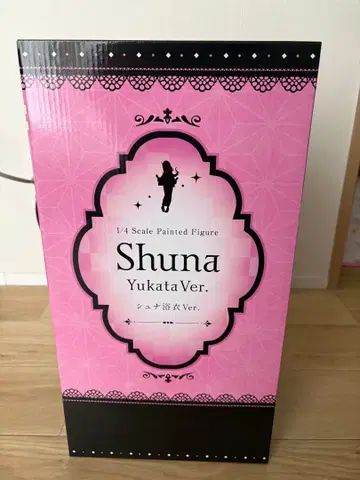 1/4 Scale Painted Figure
Shuna
Yukata Ver.
シュナ浴衣Ver.